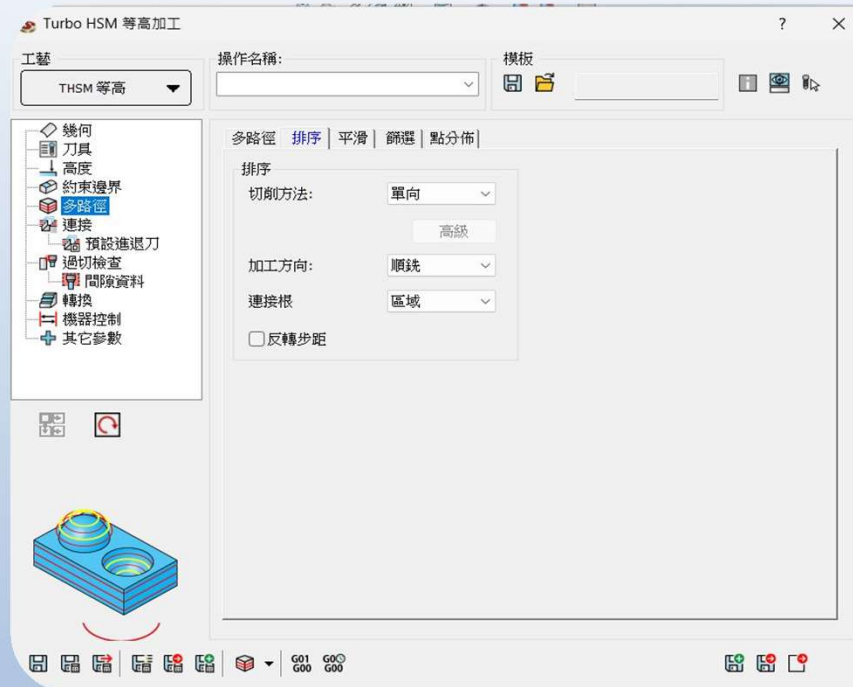 Turbo HSM 等高加工
?
工藝
THSM 等高
操作名稱:
模板
幾何
刀具
高度
約束邊界
多路徑
連接
預設進退刀
過切檢查
間隙資料
轉換
機器控制
其它參數
多路徑 排序 平滑 篩選 點分佈
排序
切削方法: 單向
高級
加工方向: 順銑
連接根 區域
反轉步距
G01
G00
G00